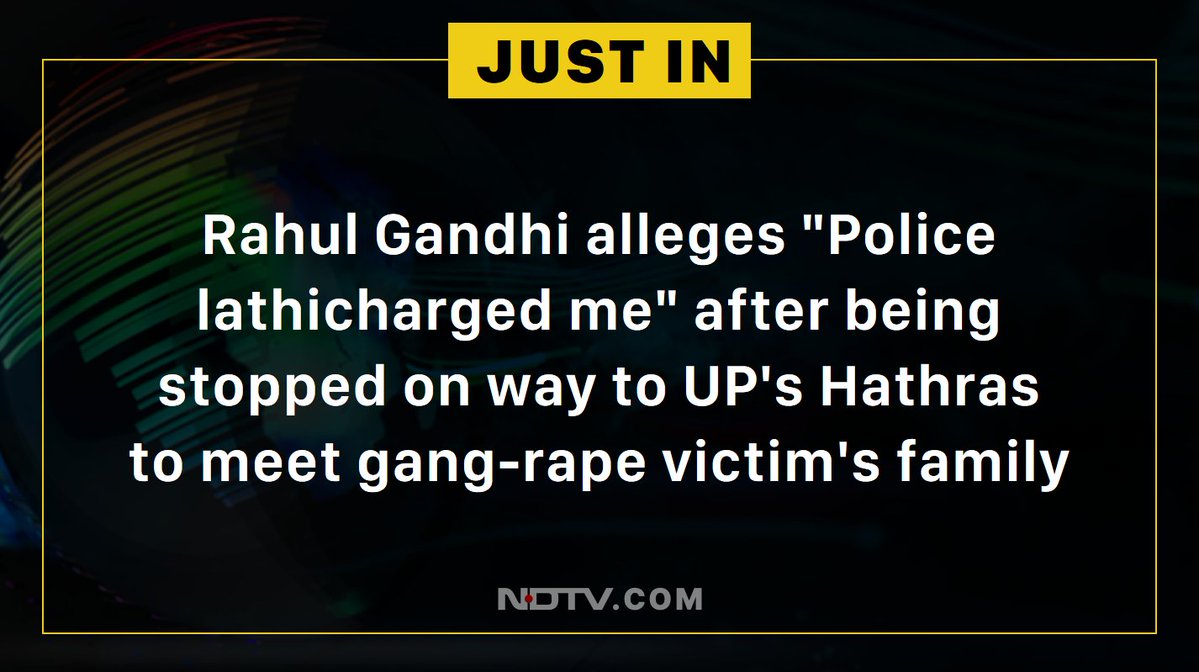 JUST IN
Rahul Gandhi alleges "Police
lathicharged me" after being
stopped on way to UP's Hathras
to meet gang-rape victim's family
NDTV.COM